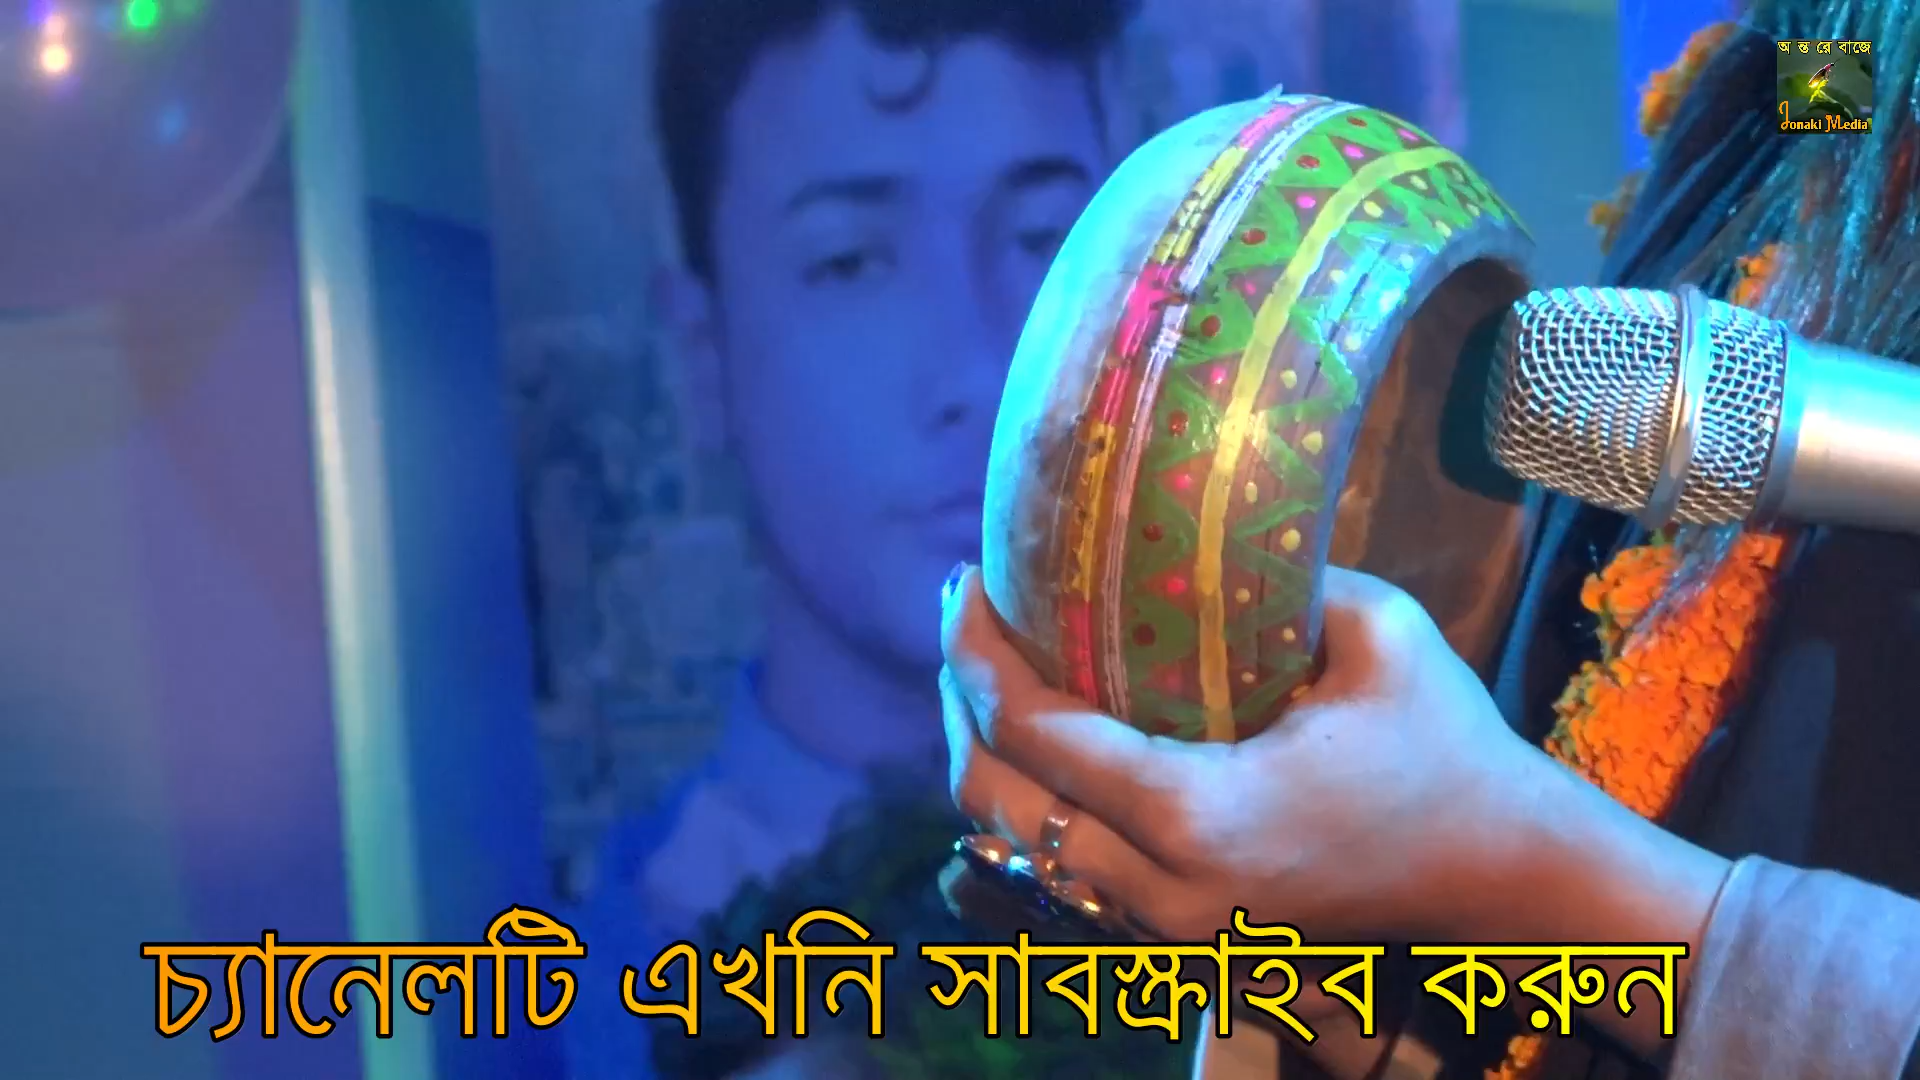 অন্তরে বাজে
Jonaki Media
চ্যানেলটি এখনি সাবস্ক্রাইব করুন